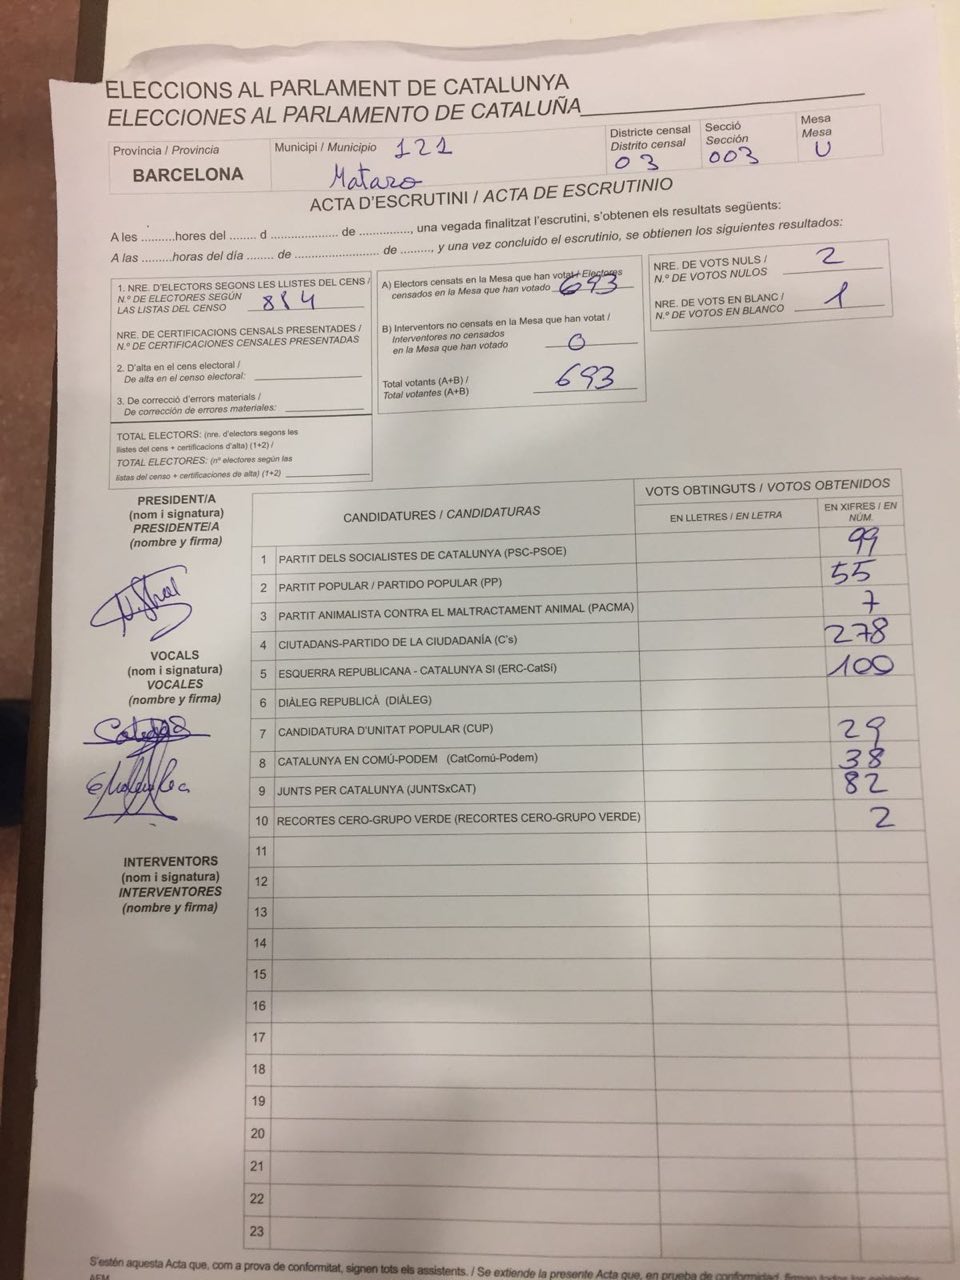 ELECCIONS AL PARLAMENT DE CATALUNYA
ELECCIONES AL PARLAMENTO DE CATALUÑA
Provincia / Provincia
BARCELONA
Municipi / Municipio 121
Mataro
Districte censal
Distrito censal
03
Secció
Sección
003
Mesa
Mesa
U
ACTA D'ESCRUTINI / ACTA DE ESCRUTINIO
A les ..........hores del ........ d ........................ de ..............., una vegada finalitzat l'escrutini, s'obtenen els resultats següents:
A las .........horas del día ........ de ......................... de .........., y una vez concluido el escrutinio, se obtienen los siguientes resultados:
1. NRE. D'ELECTORS SEGONS LES LLISTES DEL CENS /
N.º DE ELECTORES SEGÚN
LAS LISTAS DEL CENSO 884
NRE. DE CERTIFICACIONS CENSALS PRESENTADES /
N.º DE CERTIFICACIONES CENSALES PRESENTADAS
2. D'alta en el cens electoral /
De alta en el censo electoral:
3. De correcció d'errors materials /
De corrección de errores materiales:
TOTAL ELECTORS: (nre. d'electors segons les
llistes del cens + certificacions d'alta) (1+2) /
TOTAL ELECTORES: (nº electores según las
listas del censo + certificaciones de alta) (1+2)
A) Electors censats en la Mesa que han votat / Electores
censados en la Mesa que han votado 693
B) Interventors no censats en la Mesa que han votat /
Interventores no censados
en la Mesa que han votado 0
Total votants (A+B) /
Total votantes (A+B) 693
NRE. DE VOTS NULS /
N.º DE VOTOS NULOS 2
NRE. DE VOTS EN BLANC /
N.º DE VOTOS EN BLANCO 1
PRESIDENT/A
(nom i signatura)
PRESIDENTE/A
(nombre y firma)
VOCALS
(nom i signatura)
VOCALES
(nombre y firma)
INTERVENTORS
(nom i signatura)
INTERVENTORES
(nombre y firma)
CANDIDATURES / CANDIDATURAS
VOTS OBTINGUTS / VOTOS OBTENIDOS
EN LLETRES / EN LETRA
EN XIFRES / EN
NÚM.
1 PARTIT DELS SOCIALISTES DE CATALUNYA (PSC-PSOE) 99
2 PARTIT POPULAR / PARTIDO POPULAR (PP) 55
3 PARTIT ANIMALISTA CONTRA EL MALTRACTAMENT ANIMAL (PACMA) 7
4 CIUTADANS-PARTIDO DE LA CIUDADANÍA (C's) 278
5 ESQUERRA REPUBLICANA - CATALUNYA SI (ERC-CatSí) 100
6 DIÀLEG REPUBLICÀ (DIÀLEG)
7 CANDIDATURA D'UNITAT POPULAR (CUP) 29
8 CATALUNYA EN COMÚ-PODEM (CatComú-Podem) 38
9 JUNTS PER CATALUNYA (JUNTSxCAT) 82
10 RECORTES CERO-GRUPO VERDE (RECORTES CERO-GRUPO VERDE) 2
11
12
13
14
15
16
17
18
19
20
21
22
23
S'estén aquesta Acta que, com a prova de conformitat, signen tots els assistents. / Se extiende la presente Acta que, en prueba de conformidad, firman